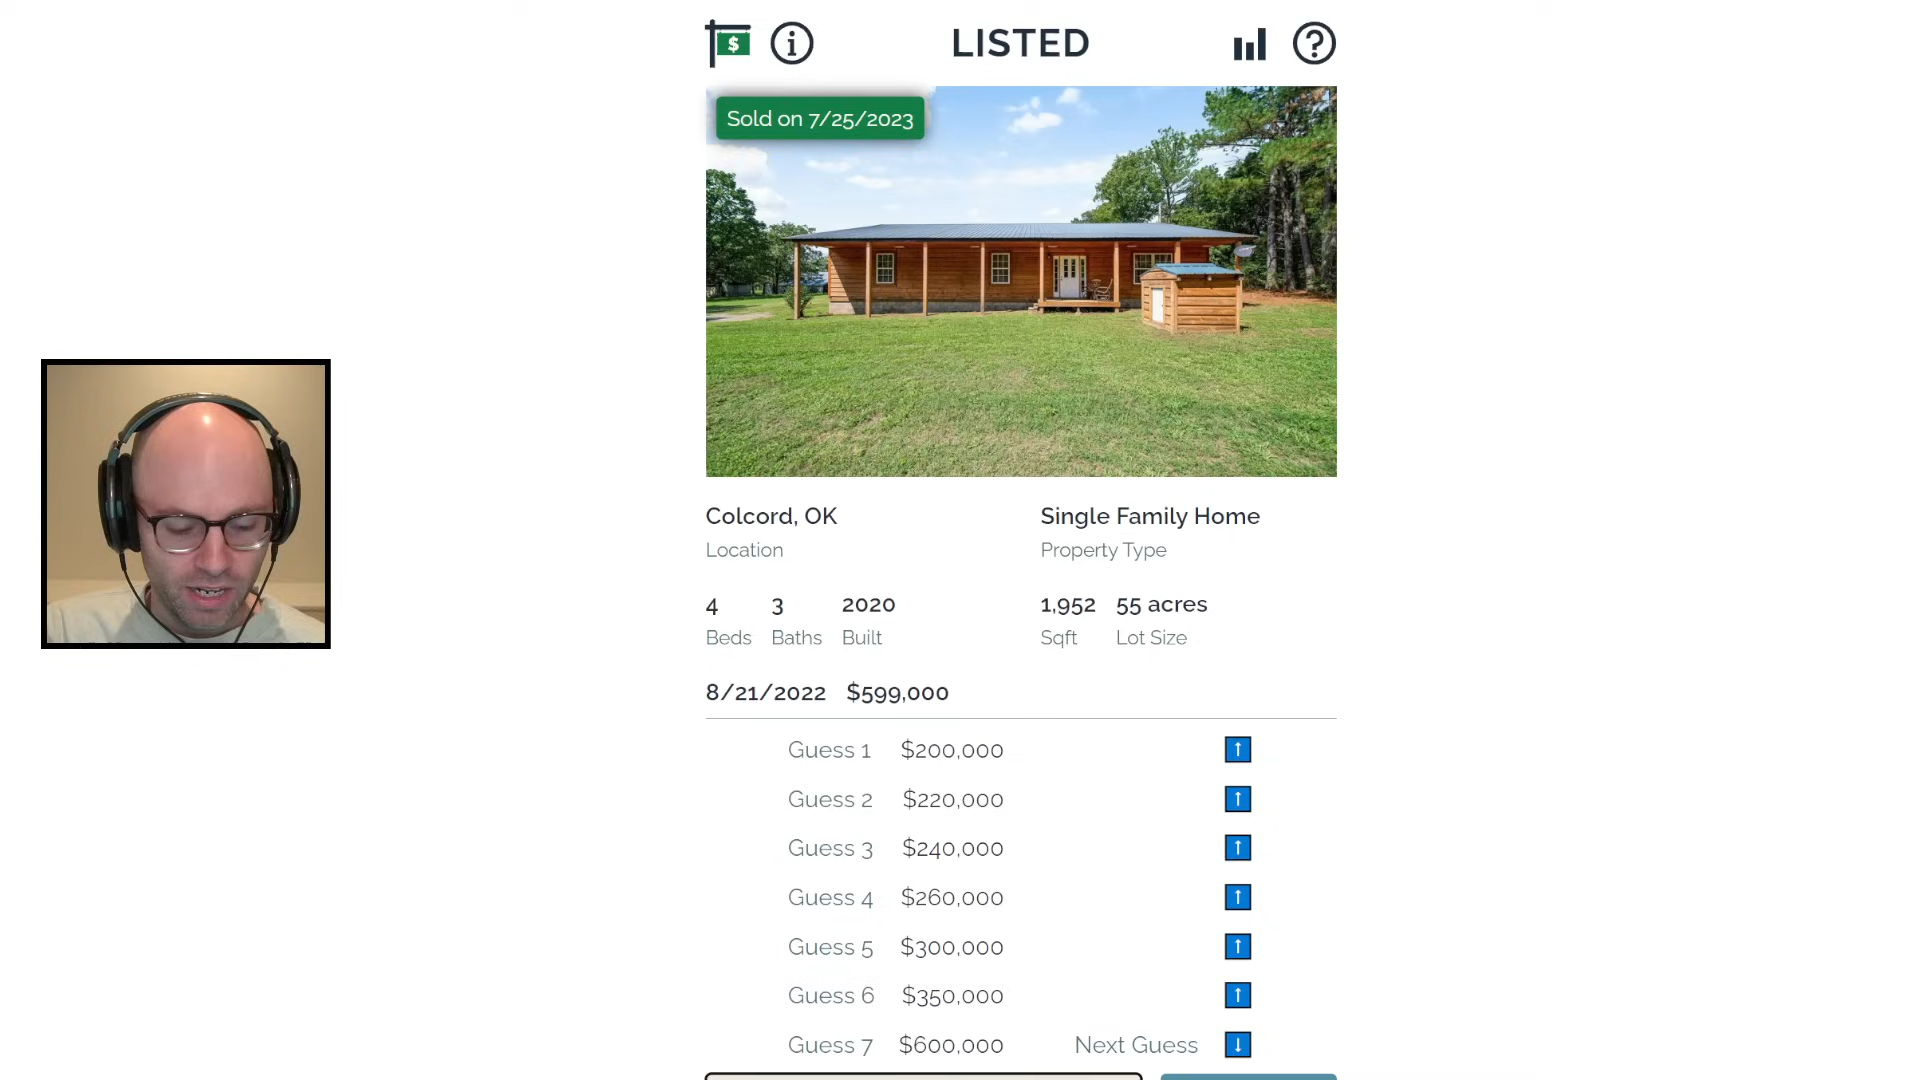 $
LISTED
?
Sold on 7/25/2023
Colcord, OK
Location
Single Family Home
Property Type
4 3 2020
Beds Baths Built
1,952 55 acres
Sqft Lot Size
8/21/2022 $599,000
Guess 1 $200,000 ↑
Guess 2 $220,000 ↑
Guess 3 $240,000 ↑
Guess 4 $260,000 ↑
Guess 5 $300,000 ↑
Guess 6 $350,000 ↑
Guess 7 $600,000 Next Guess ↓